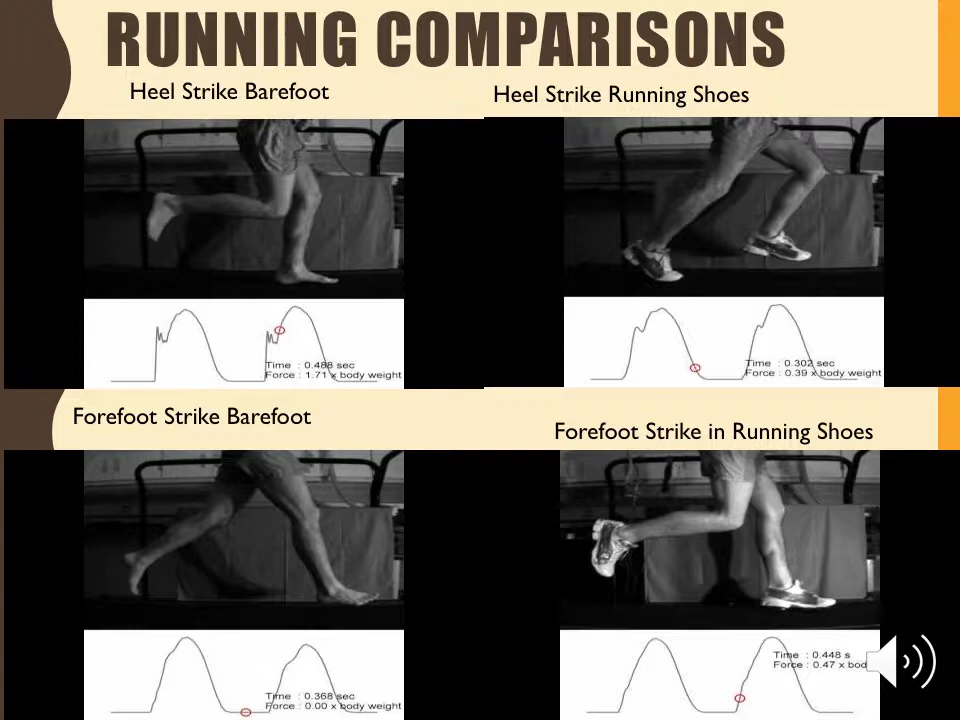 RUNNING COMPARISONS
Heel Strike Barefoot
Heel Strike Running Shoes
Time : 0.488 sec
Force : 1.71 x body weight
Time : 0.302 sec
Force : 0.39 x body weight
Forefoot Strike Barefoot
Forefoot Strike in Running Shoes
Time : 0.368 sec
Force : 0.00 x body weight
Time : 0.448 s
Force : 0.47 x bod